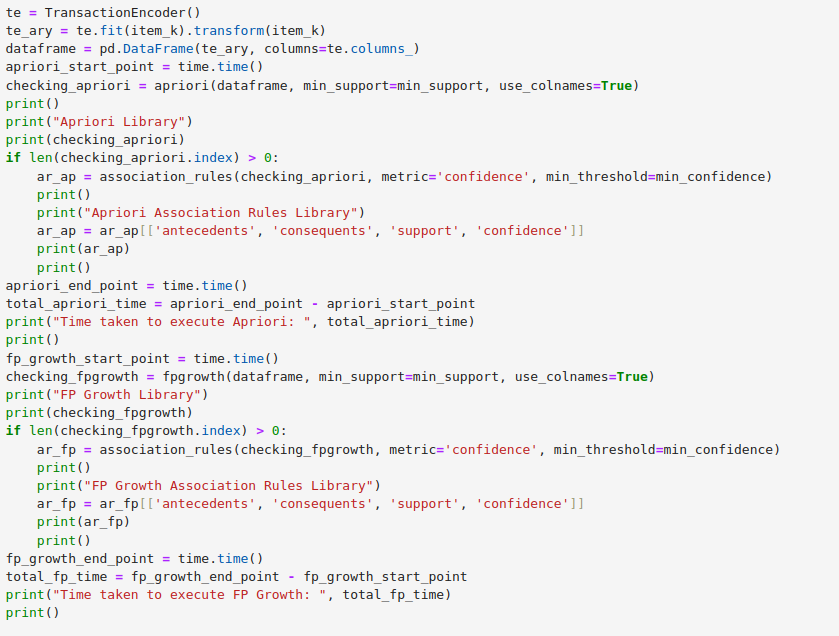 te = TransactionEncoder()
te_ary = te.fit(item_k).transform(item_k)
dataframe = pd.DataFrame(te_ary, columns=te.columns_)
apriori_start_point = time.time()
checking_apriori = apriori(dataframe, min_support=min_support, use_colnames=True)
print()
print("Apriori Library")
print(checking_apriori)
if len(checking_apriori.index) > 0:
    ar_ap = association_rules(checking_apriori, metric='confidence', min_threshold=min_confidence)
    print()
    print("Apriori Association Rules Library")
    ar_ap = ar_ap[['antecedents', 'consequents', 'support', 'confidence']]
    print(ar_ap)
    print()
apriori_end_point = time.time()
total_apriori_time = apriori_end_point - apriori_start_point
print("Time taken to execute Apriori: ", total_apriori_time)
print()
fp_growth_start_point = time.time()
checking_fpgrowth = fpgrowth(dataframe, min_support=min_support, use_colnames=True)
print("FP Growth Library")
print(checking_fpgrowth)
if len(checking_fpgrowth.index) > 0:
    ar_fp = association_rules(checking_fpgrowth, metric='confidence', min_threshold=min_confidence)
    print()
    print("FP Growth Association Rules Library")
    ar_fp = ar_fp[['antecedents', 'consequents', 'support', 'confidence']]
    print(ar_fp)
    print()
fp_growth_end_point = time.time()
total_fp_time = fp_growth_end_point - fp_growth_start_point
print("Time taken to execute FP Growth: ", total_fp_time)
print()